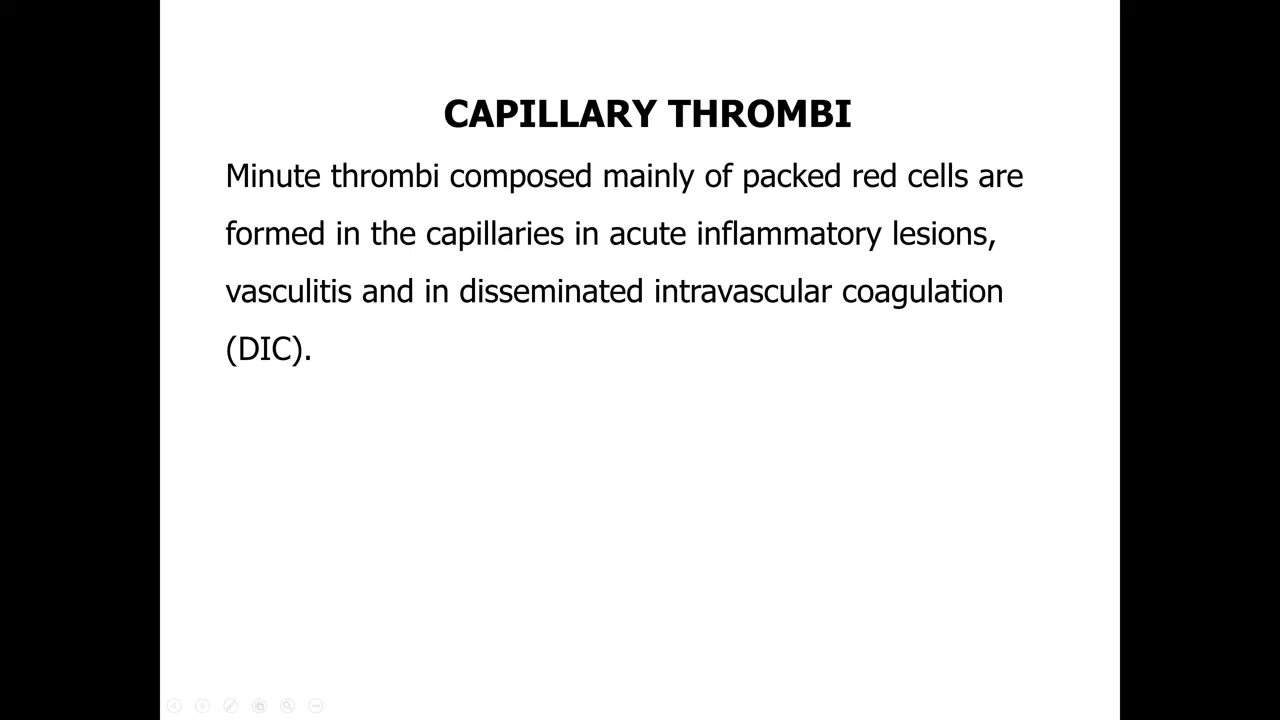 CAPILLARY THROMBI
Minute thrombi composed mainly of packed red cells are
formed in the capillaries in acute inflammatory lesions,
vasculitis and in disseminated intravascular coagulation
(DIC).